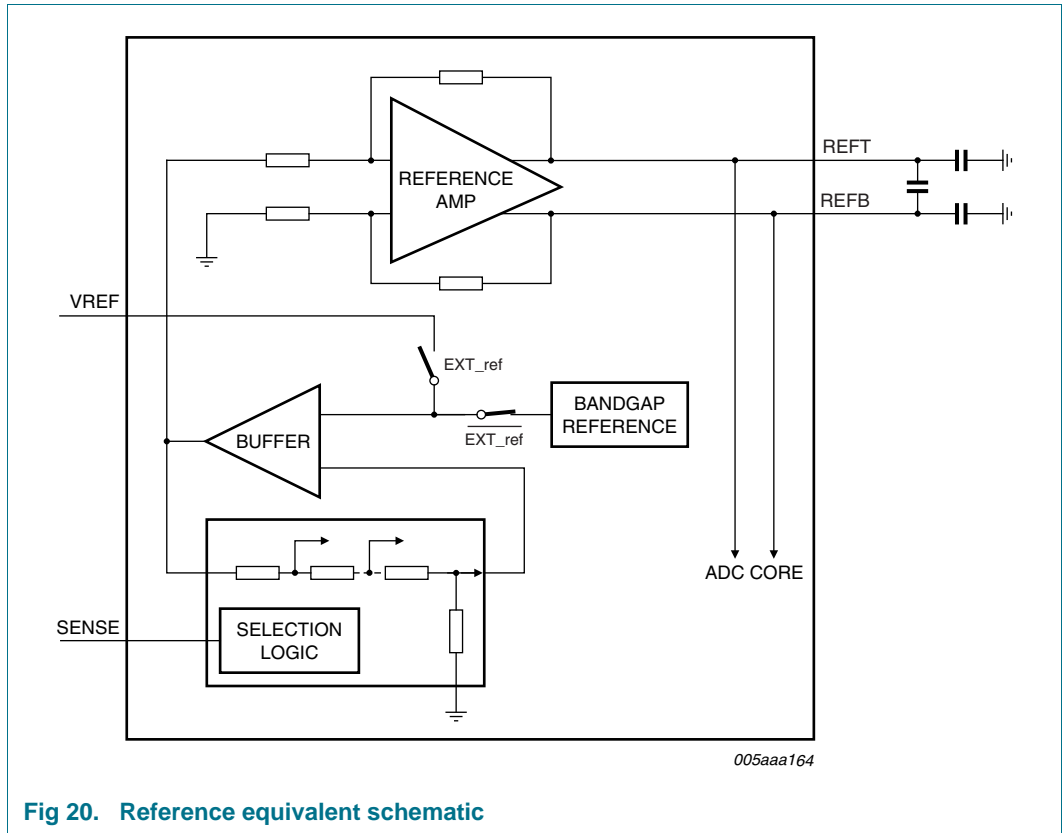 REFERENCE
AMP
REFT
REFB
VREF
EXT_ref
BUFFER
EXT_ref
BANDGAP
REFERENCE
ADC CORE
SENSE
SELECTION
LOGIC
005aaa164
Fig 20. Reference equivalent schematic